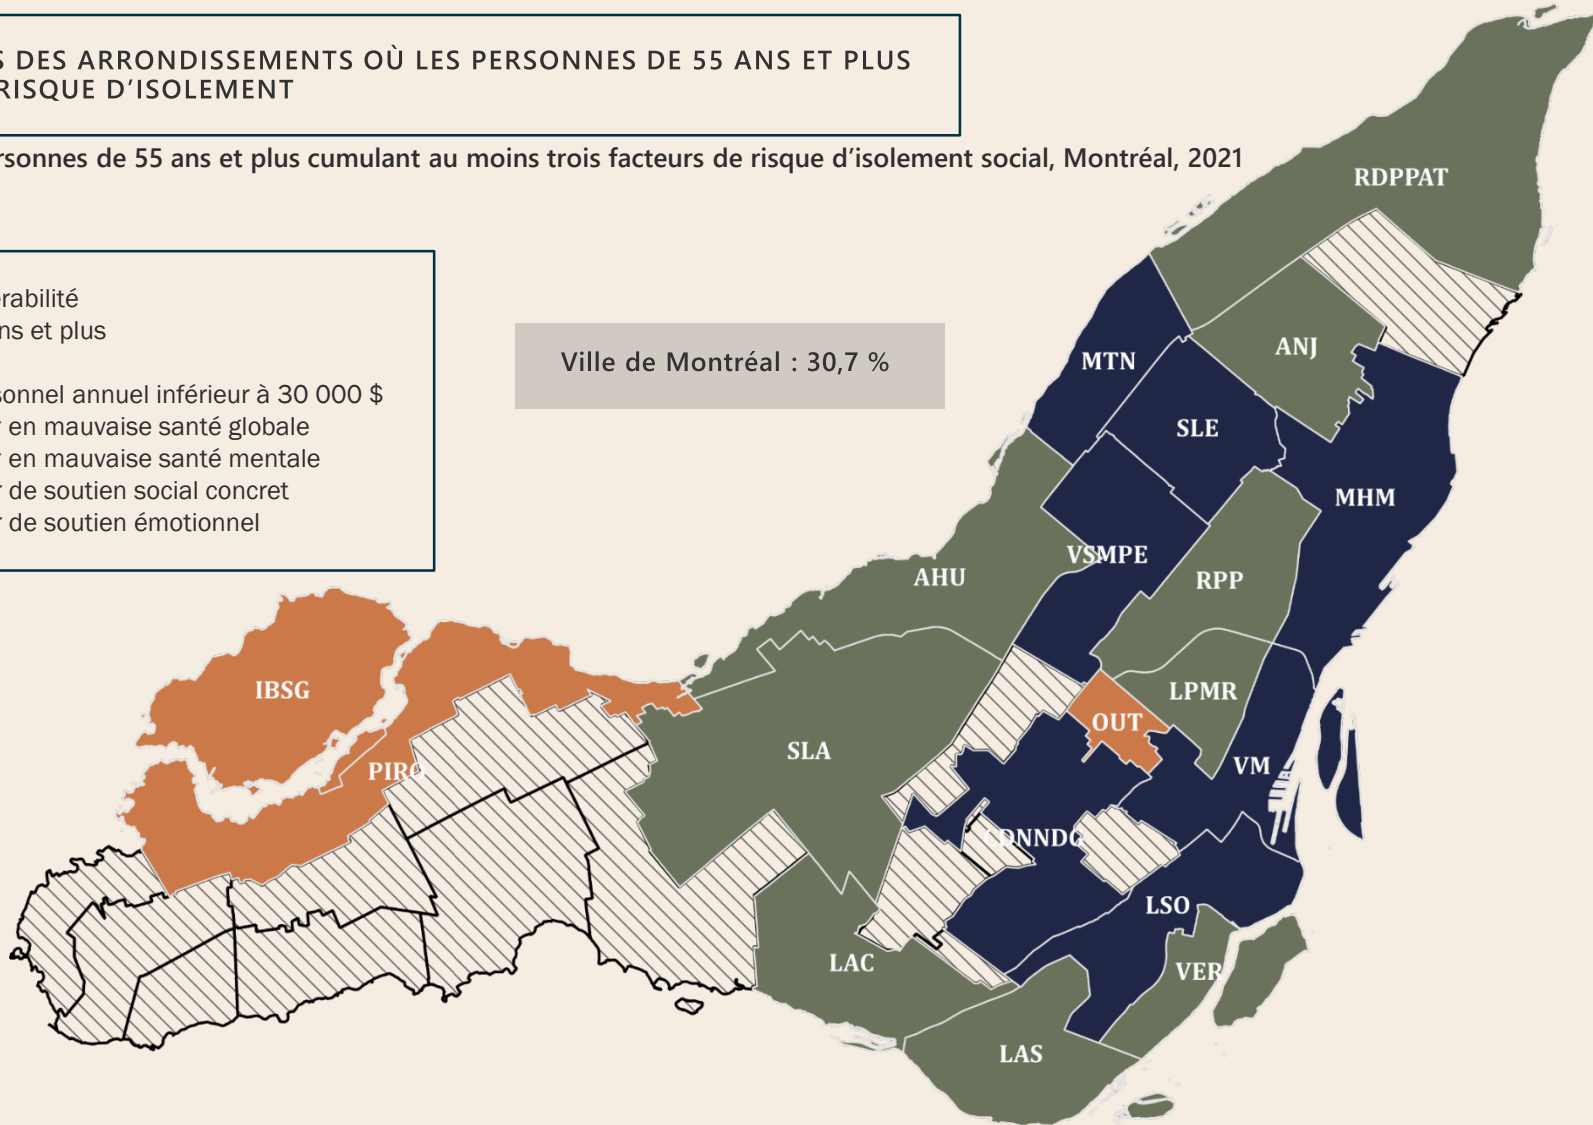 S DES ARRONDISSEMENTS OÙ LES PERSONNES DE 55 ANS ET PLUS
RISQUE D'ISOLEMENT
rsonnes de 55 ans et plus cumulant au moins trois facteurs de risque d'isolement social, Montréal, 2021
RDPPAT
érabilité
ns et plus
Ville de Montréal : 30,7 %
sonnel annuel inférieur à 30 000 $
r en mauvaise santé globale
r en mauvaise santé mentale
r de soutien social concret
r de soutien émotionnel
ANJ
MTN
SLE
MHM
VSMPE
AHU
RPP
IBSG
LPMR
OUT
SLA
VM
PIRO
CDNNDG
LSO
LAC
VER
LAS